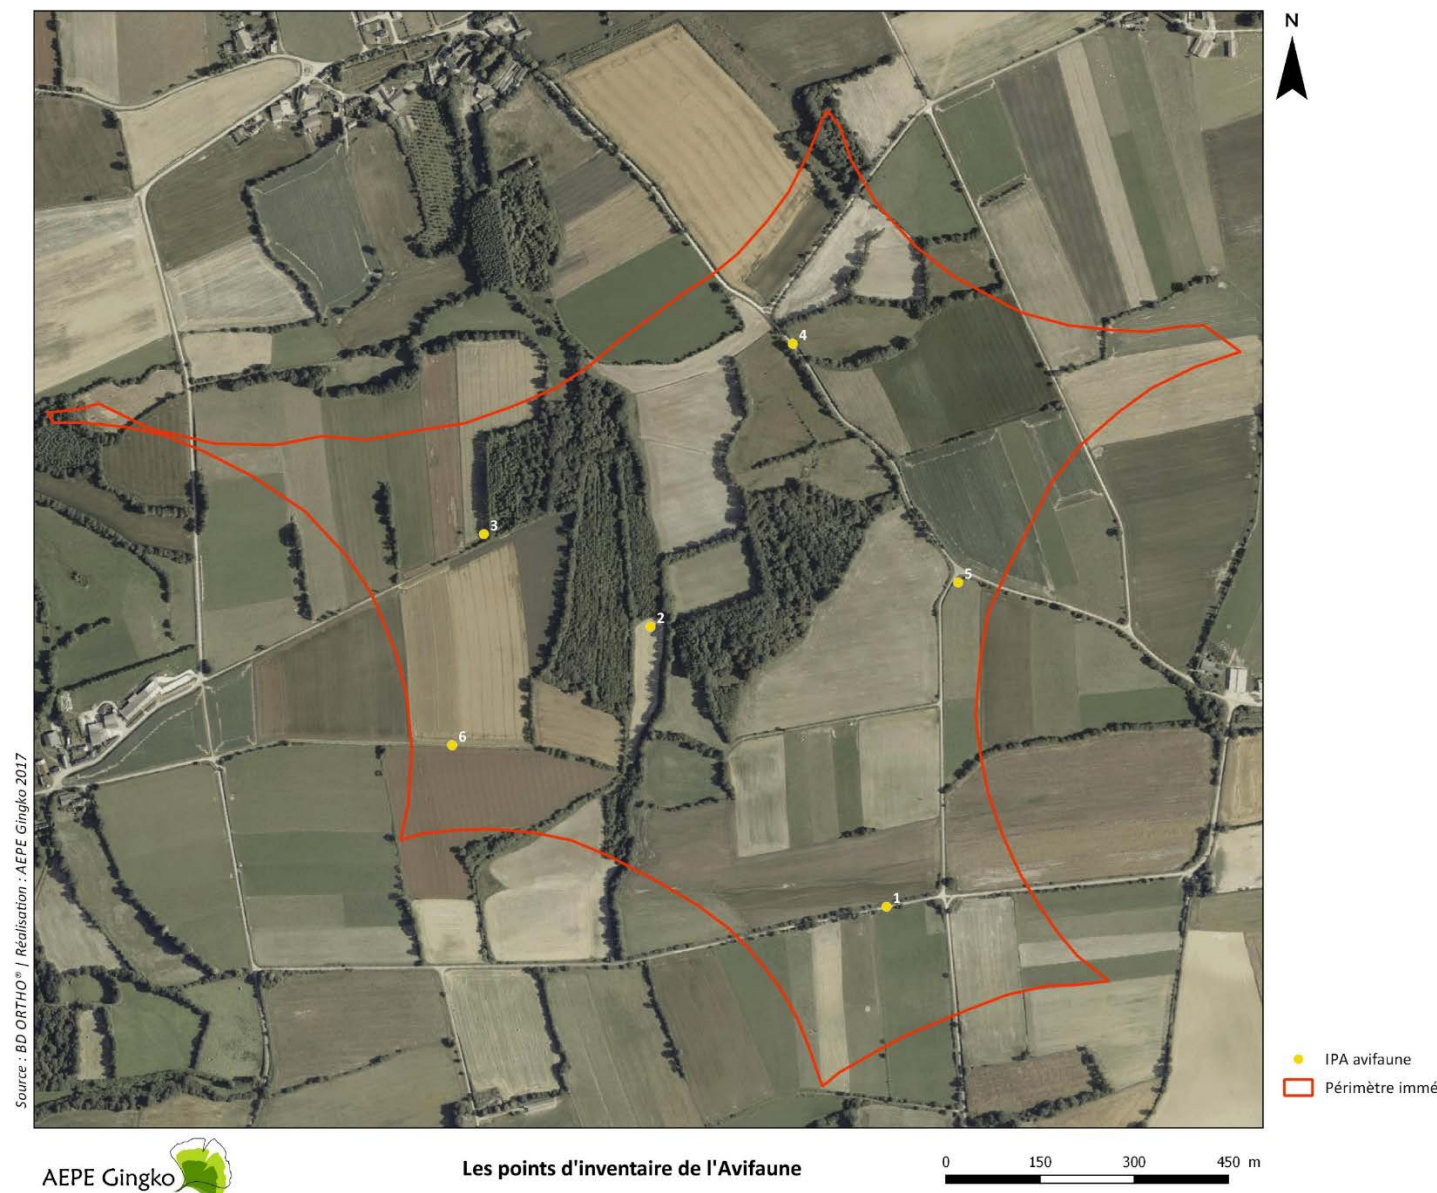 N
4
3
5
2
6
1
Source : BD ORTHO® | Réalisation : AEPE Gingko 2017
IPA avifaune
Périmètre immé
AEPE Gingko
Les points d'inventaire de l'Avifaune
0 150 300 450 m